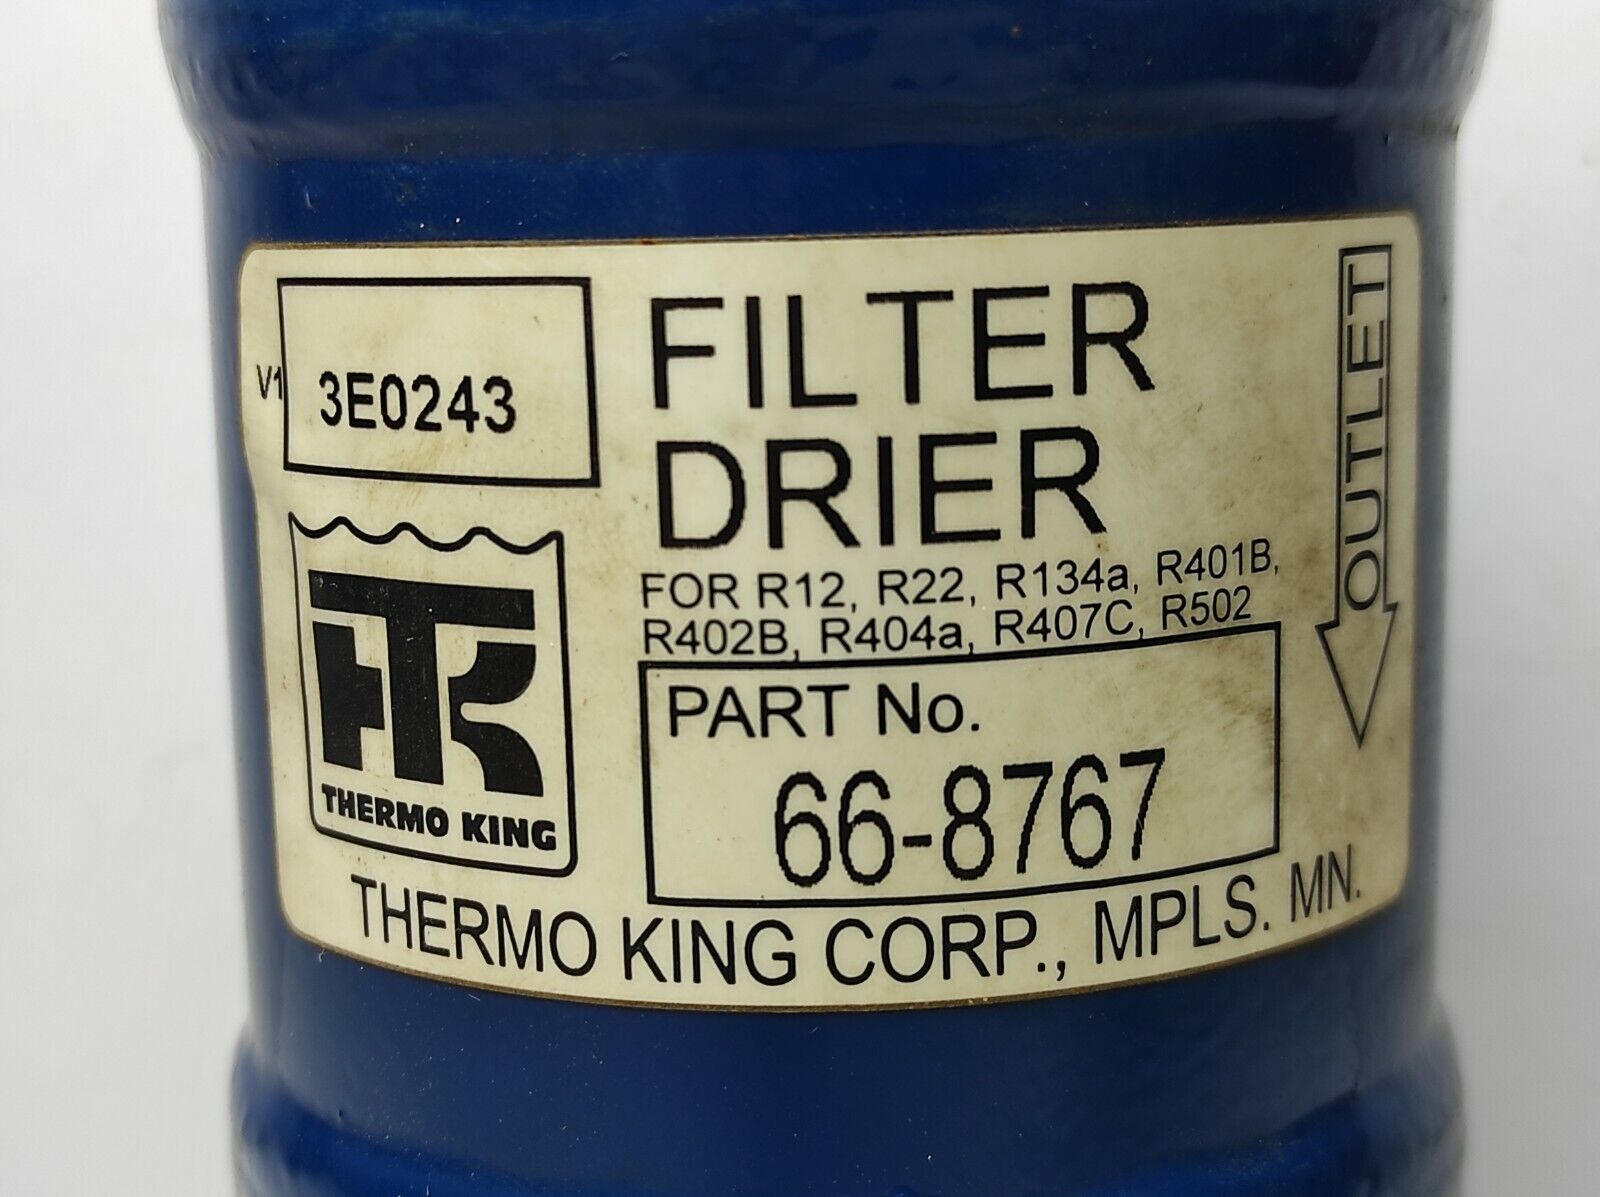 V1 3E0243
FILTER
DRIER
FOR R12, R22, R134a, R401B,
R402B, R404a, R407C, R502
OUTLET
PART No.
66-8767
TK
THERMO KING
THERMO KING CORP., MPLS. MN.